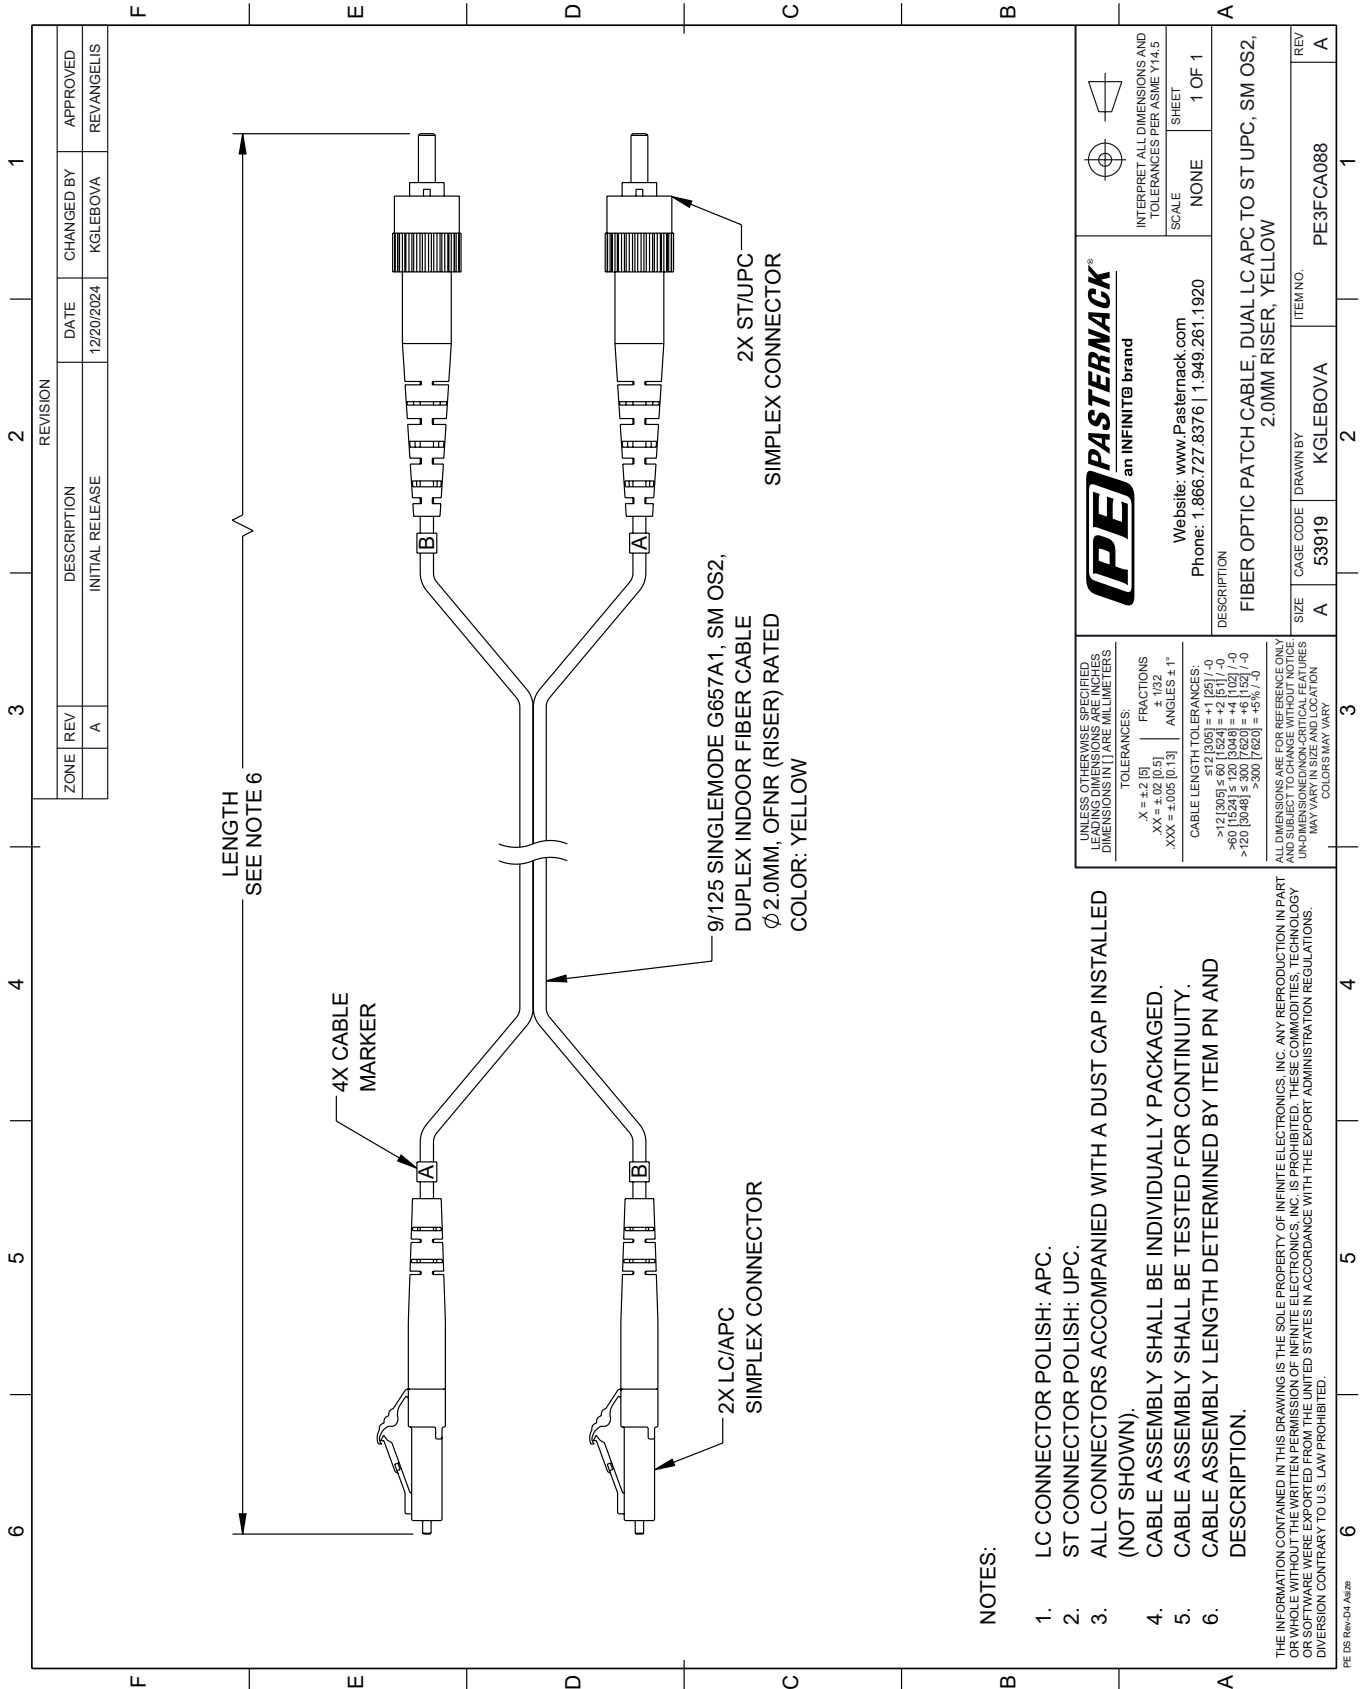 REVISION
ZONE REV DESCRIPTION DATE CHANGED BY APPROVED
A INITIAL RELEASE 12/20/2024 KGLEBOVA REVANGELIS
6 5 4 3 2 1
F
E
D
C
B
A
LENGTH
SEE NOTE 6
4X CABLE
MARKER
A
B
B
A
2X LC/APC
SIMPLEX CONNECTOR
9/125 SINGLEMODE G657A1, SM OS2,
DUPLEX INDOOR FIBER CABLE
∅2.0MM, OFNR (RISER) RATED
COLOR: YELLOW
2X ST/UPC
SIMPLEX CONNECTOR
NOTES:
1. LC CONNECTOR POLISH: APC.
2. ST CONNECTOR POLISH: UPC.
3. ALL CONNECTORS ACCOMPANIED WITH A DUST CAP INSTALLED
(NOT SHOWN).
4. CABLE ASSEMBLY SHALL BE INDIVIDUALLY PACKAGED.
5. CABLE ASSEMBLY SHALL BE TESTED FOR CONTINUITY.
6. CABLE ASSEMBLY LENGTH DETERMINED BY ITEM PN AND
DESCRIPTION.
THE INFORMATION CONTAINED IN THIS DRAWING IS THE SOLE PROPERTY OF INFINITE ELECTRONICS, INC. ANY REPRODUCTION IN PART
OR WHOLE WITHOUT THE WRITTEN PERMISSION OF INFINITE ELECTRONICS, INC. IS PROHIBITED. THESE COMMODITIES, TECHNOLOGY
OR SOFTWARE WERE EXPORTED FROM THE UNITED STATES IN ACCORDANCE WITH THE EXPORT ADMINISTRATION REGULATIONS.
DIVERSION CONTRARY TO U.S. LAW PROHIBITED.
UNLESS OTHERWISE SPECIFIED
LEADING DIMENSIONS ARE INCHES
DIMENSIONS IN [ ] ARE MILLIMETERS
TOLERANCES:
.X = ±.2 [5] FRACTIONS
.XX = ±.02 [0.5] ± 1/32
.XXX = ±.005 [0.13] ANGLES ± 1°
CABLE LENGTH TOLERANCES:
≤12 [305] = +1 [25] / -0
>12 [305] ≤ 60 [1524] = +2 [51] / -0
>60 [1524] ≤ 120 [3048] = +4 [102] / -0
>120 [3048] ≤ 300 [7620] = +6 [152] / -0
>300 [7620] = +5% / -0
ALL DIMENSIONS ARE FOR REFERENCE ONLY
AND SUBJECT TO CHANGE WITHOUT NOTICE.
UN-DIMENSIONED/NON-CRITICAL FEATURES
MAY VARY IN SIZE AND LOCATION
COLORS MAY VARY
PE PASTERNACK®
an INFINIT@ brand
Website: www.Pasternack.com
Phone: 1.866.727.8376 | 1.949.261.1920
INTERPRET ALL DIMENSIONS AND
TOLERANCES PER ASME Y14.5
SCALE SHEET
NONE 1 OF 1
DESCRIPTION
FIBER OPTIC PATCH CABLE, DUAL LC APC TO ST UPC, SM OS2,
2.0MM RISER, YELLOW
SIZE CAGE CODE DRAWN BY ITEM NO. REV
A 53919 KGLEBOVA PE3FCA088 A
6 5 4 3 2 1
F
E
D
C
B
A
PE DS Rev-D4 Asize